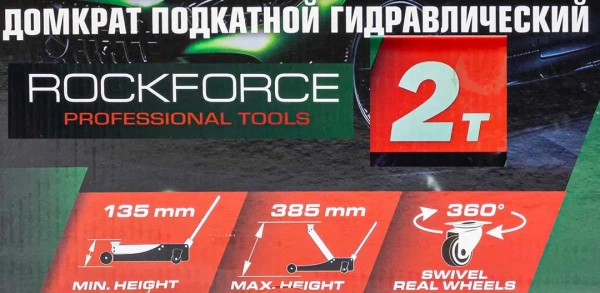 ДОМКРАТ ПОДКАТНОЙ ГИДРАВЛИЧЕСКИЙ
ROCKFORCE
PROFESSIONAL TOOLS
2т
135 mm
MIN. HEIGHT
385 mm
MAX. HEIGHT
360°
SWIVEL
REAL WHEELS